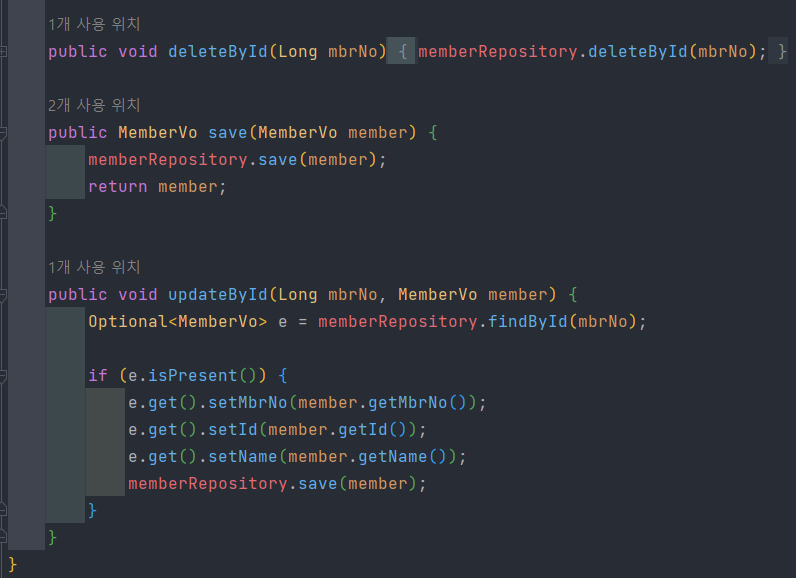 1개 사용 위치
public void deleteById(Long mbrNo) { memberRepository.deleteById(mbrNo); }
2개 사용 위치
public MemberVo save(MemberVo member) {
memberRepository.save(member);
return member;
}
1개 사용 위치
public void updateById(Long mbrNo, MemberVo member) {
Optional<MemberVo> e = memberRepository.findById(mbrNo);
if (e.isPresent()) {
e.get().setMbrNo(member.getMbrNo());
e.get().setId(member.getId());
e.get().setName(member.getName());
memberRepository.save(member);
}
}
}